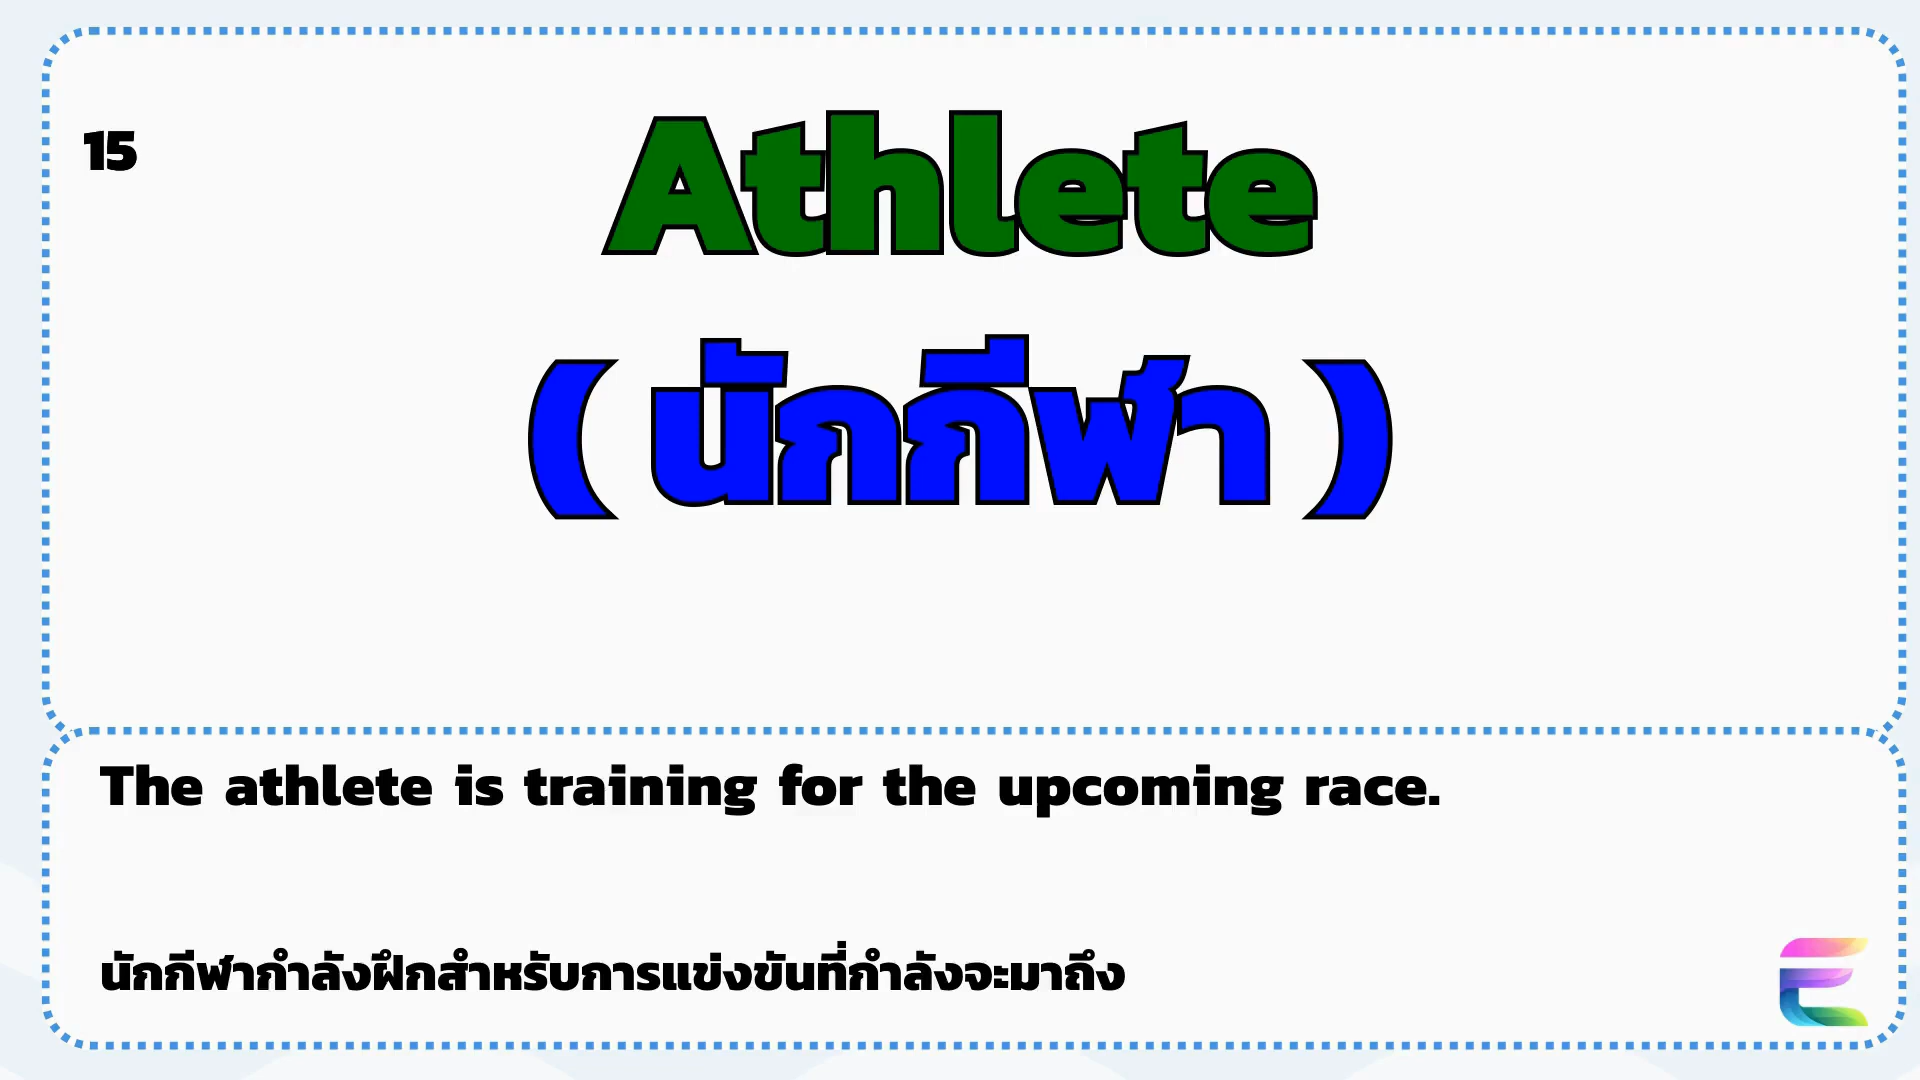 15
Athlete
( นักกีฬา )
The athlete is training for the upcoming race.
นักกีฬากำลังฝึกสำหรับการแข่งขันที่กำลังจะมาถึง